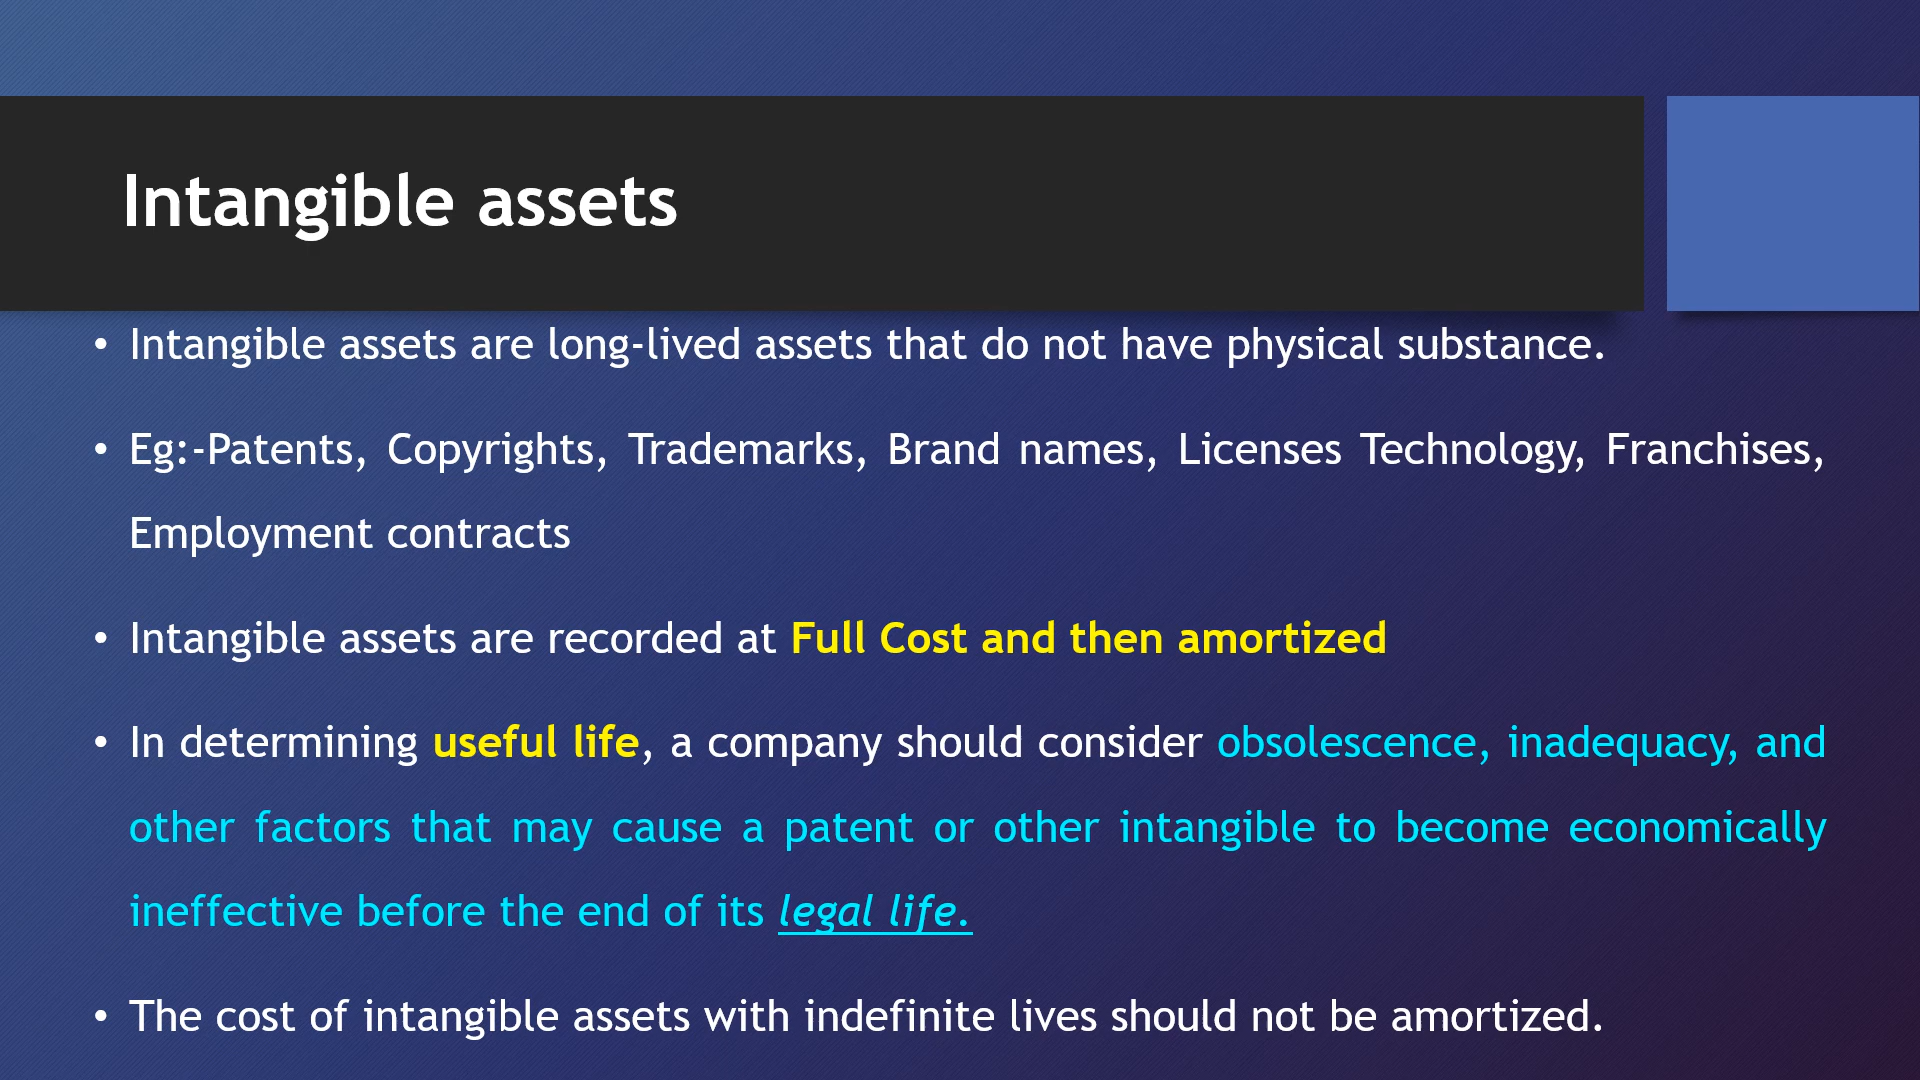 Intangible assets
• Intangible assets are long-lived assets that do not have physical substance.
• Eg:-Patents, Copyrights, Trademarks, Brand names, Licenses Technology, Franchises,
Employment contracts
• Intangible assets are recorded at Full Cost and then amortized
• In determining useful life, a company should consider obsolescence, inadequacy, and
other factors that may cause a patent or other intangible to become economically
ineffective before the end of its legal life.
• The cost of intangible assets with indefinite lives should not be amortized.